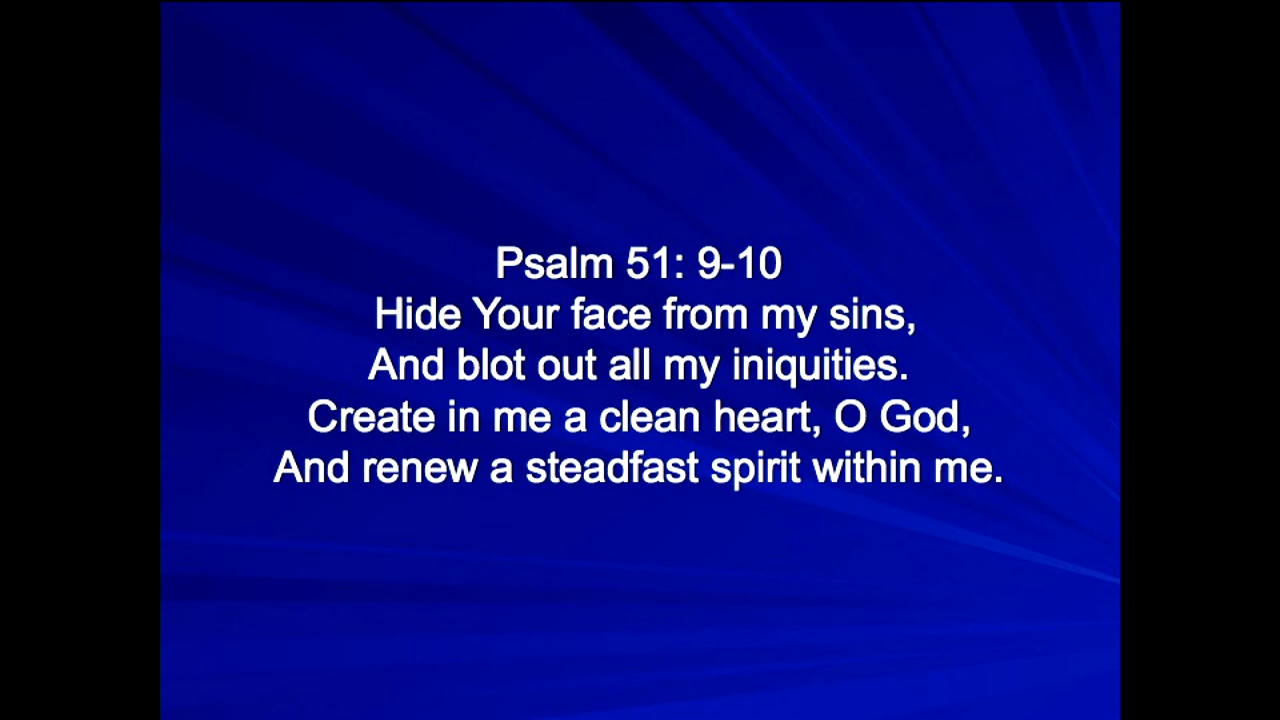 Psalm 51: 9-10
Hide Your face from my sins,
And blot out all my iniquities.
Create in me a clean heart, O God,
And renew a steadfast spirit within me.